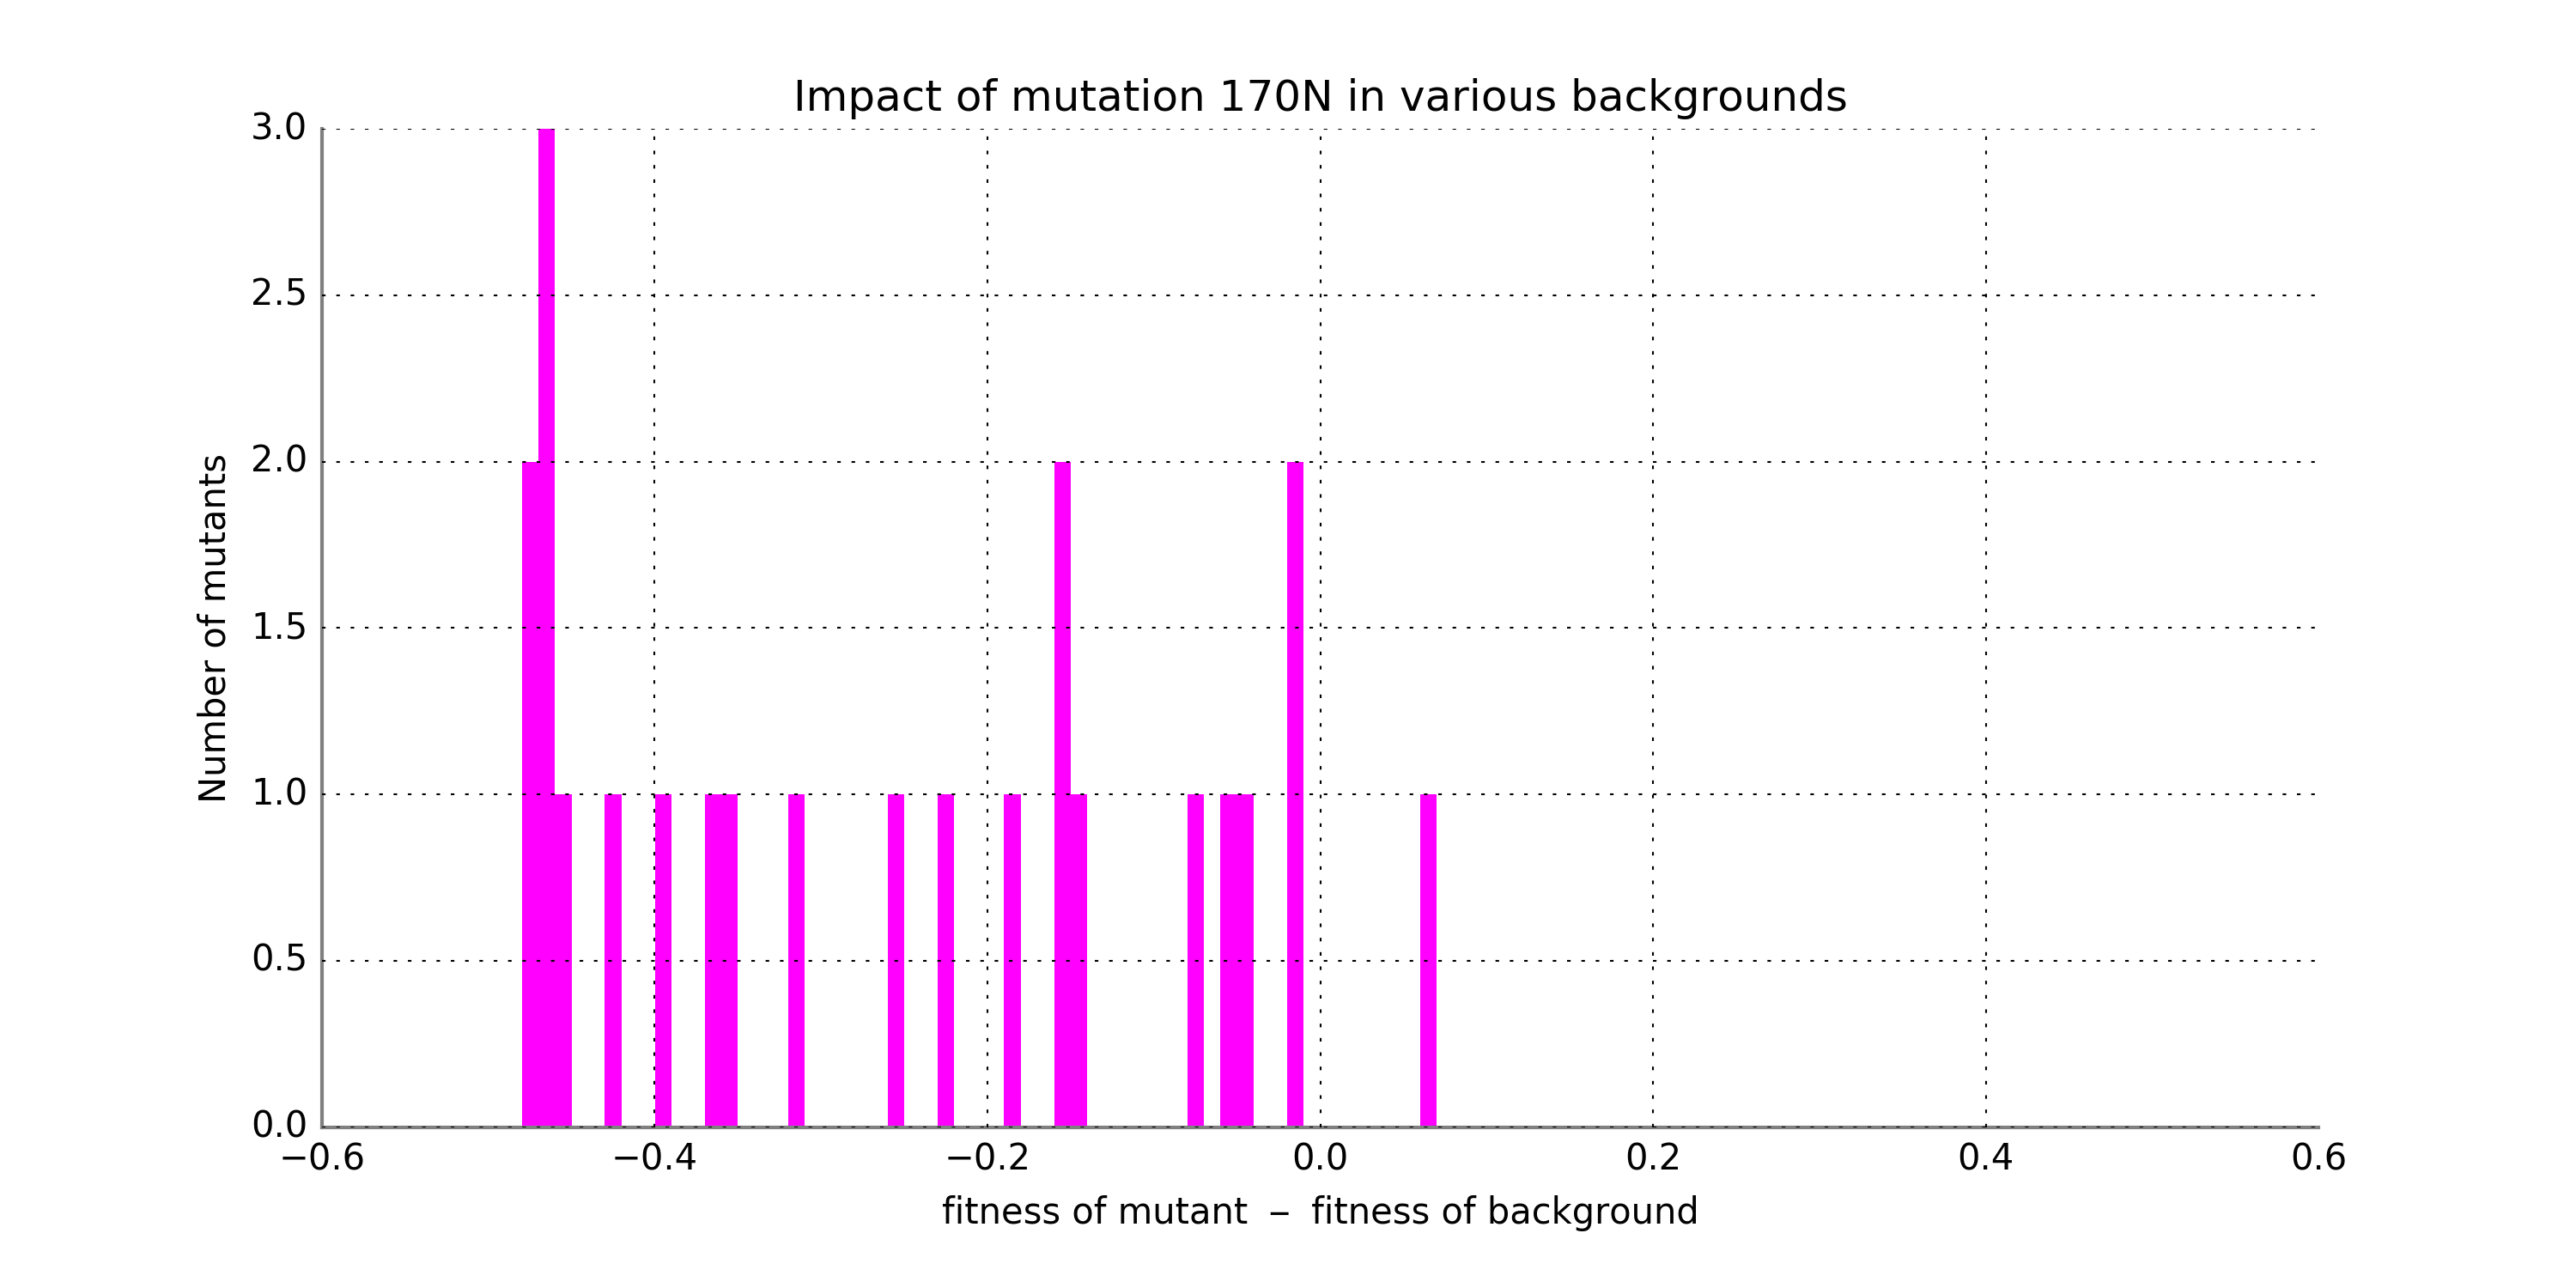 Impact of mutation 170N in various backgrounds
3.0
2.5
2.0
1.5
1.0
0.5
0.0
Number of mutants
−0.6 −0.4 −0.2 0.0 0.2 0.4 0.6
fitness of mutant − fitness of background